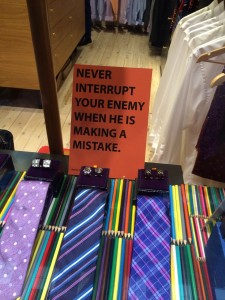 NEVER
INTERRUPT
YOUR ENEMY
WHEN HE IS
MAKING A
MISTAKE.